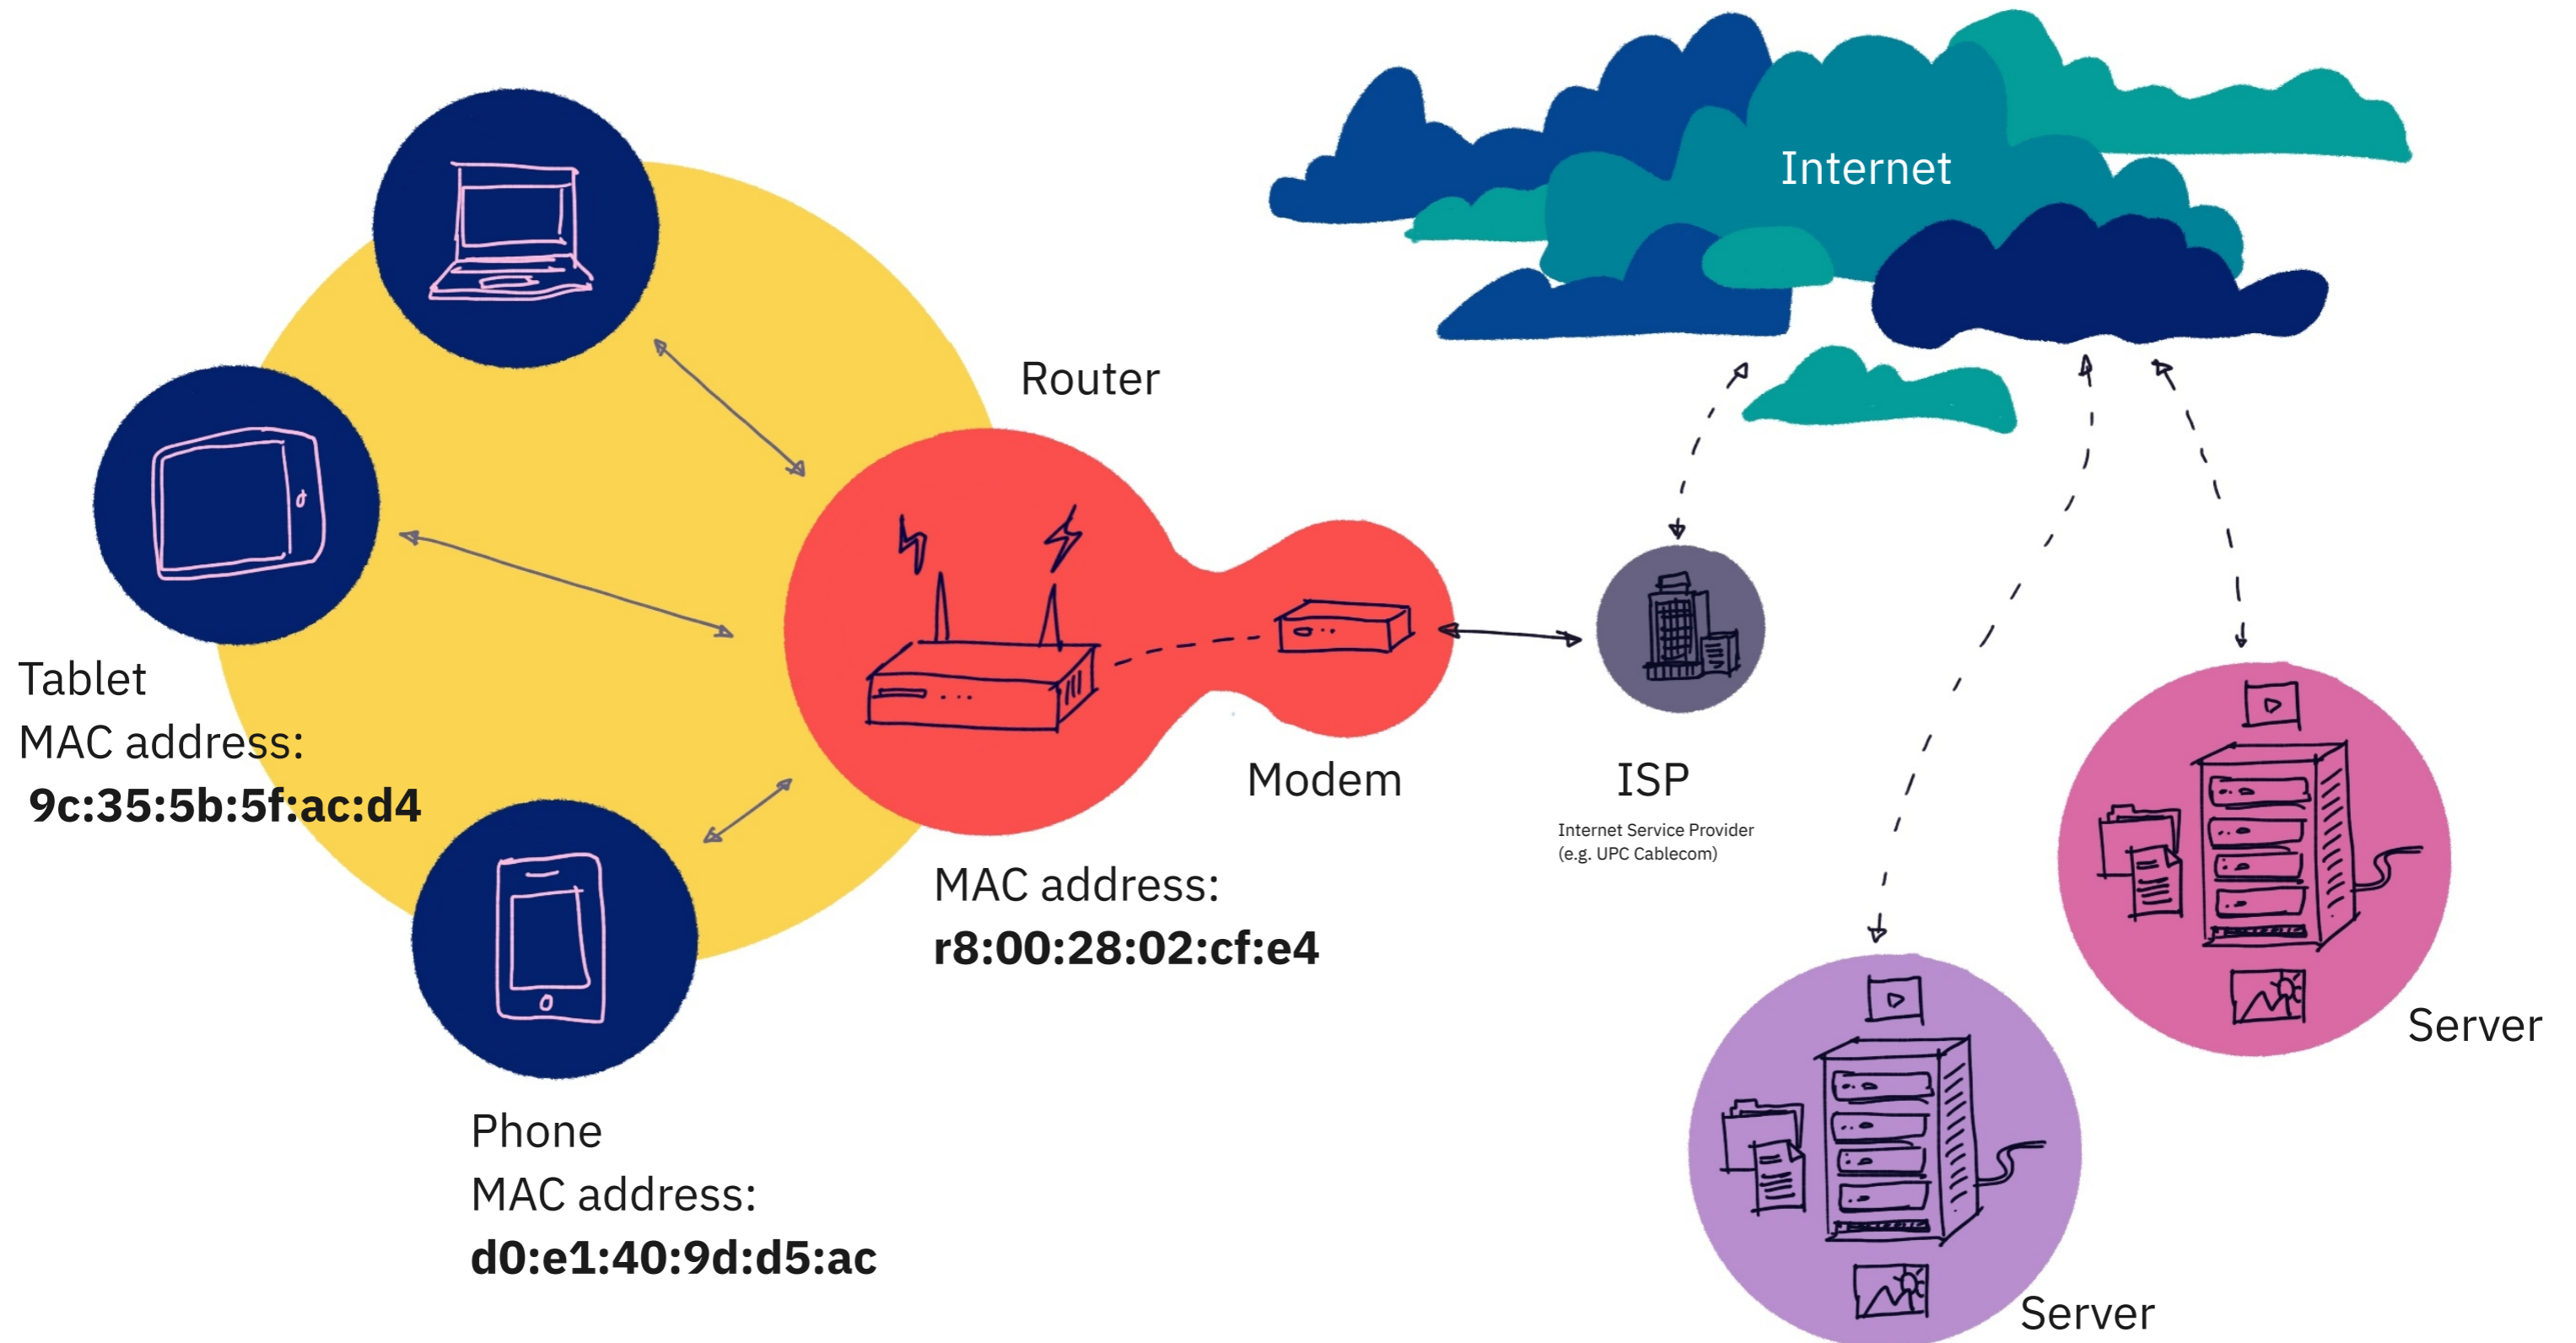 Internet
Router
Tablet
MAC address:
9c:35:5b:5f:ac:d4
Modem
ISP
Internet Service Provider
(e.g. UPC Cablecom)
MAC address:
r8:00:28:02:cf:e4
Phone
MAC address:
d0:e1:40:9d:d5:ac
Server
Server